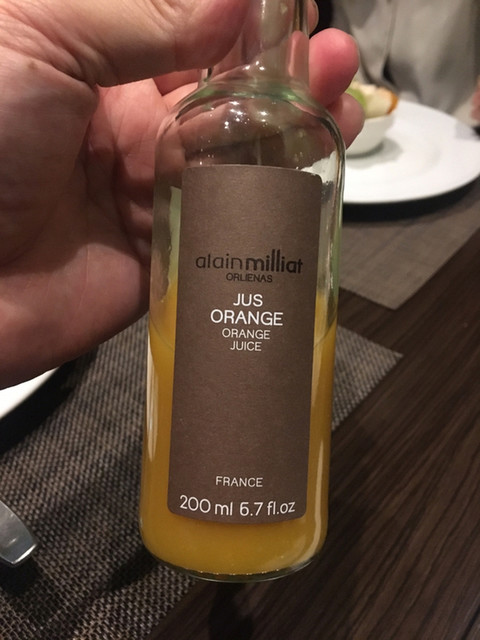 alain milliat
ORLIENAS
JUS
ORANGE
ORANGE
JUICE
FRANCE
200 ml 6.7 fl.oz